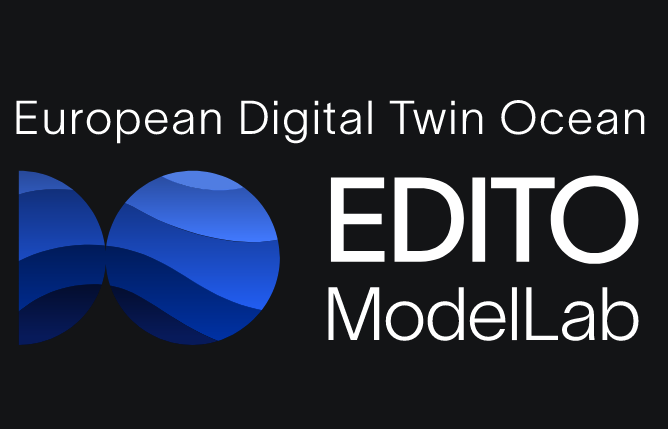 European Digital Twin Ocean
EDITO
ModelLab